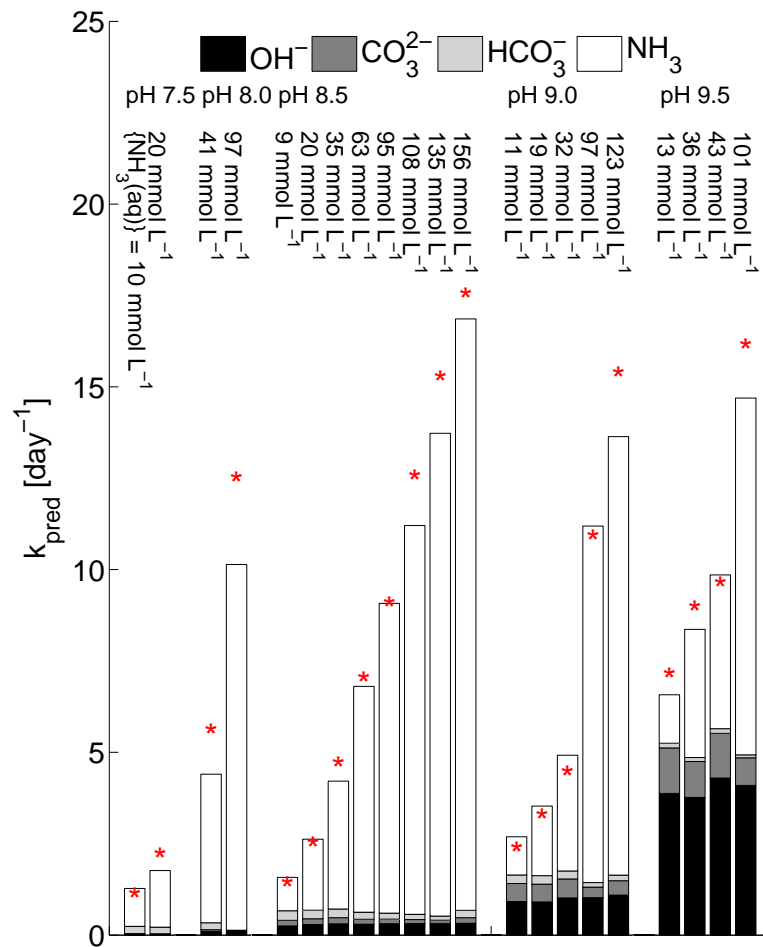 25
OH⁻ CO₃²⁻ HCO₃⁻ NH₃
pH 7.5 pH 8.0 pH 8.5 pH 9.0 pH 9.5
{NH₃(aq)} = 10 mmol L⁻¹
20 mmol L⁻¹
41 mmol L⁻¹
97 mmol L⁻¹
9 mmol L⁻¹
20 mmol L⁻¹
35 mmol L⁻¹
63 mmol L⁻¹
95 mmol L⁻¹
108 mmol L⁻¹
135 mmol L⁻¹
156 mmol L⁻¹
11 mmol L⁻¹
19 mmol L⁻¹
32 mmol L⁻¹
97 mmol L⁻¹
123 mmol L⁻¹
13 mmol L⁻¹
36 mmol L⁻¹
43 mmol L⁻¹
101 mmol L⁻¹
20
15
k_pred [day⁻¹]
10
5
0